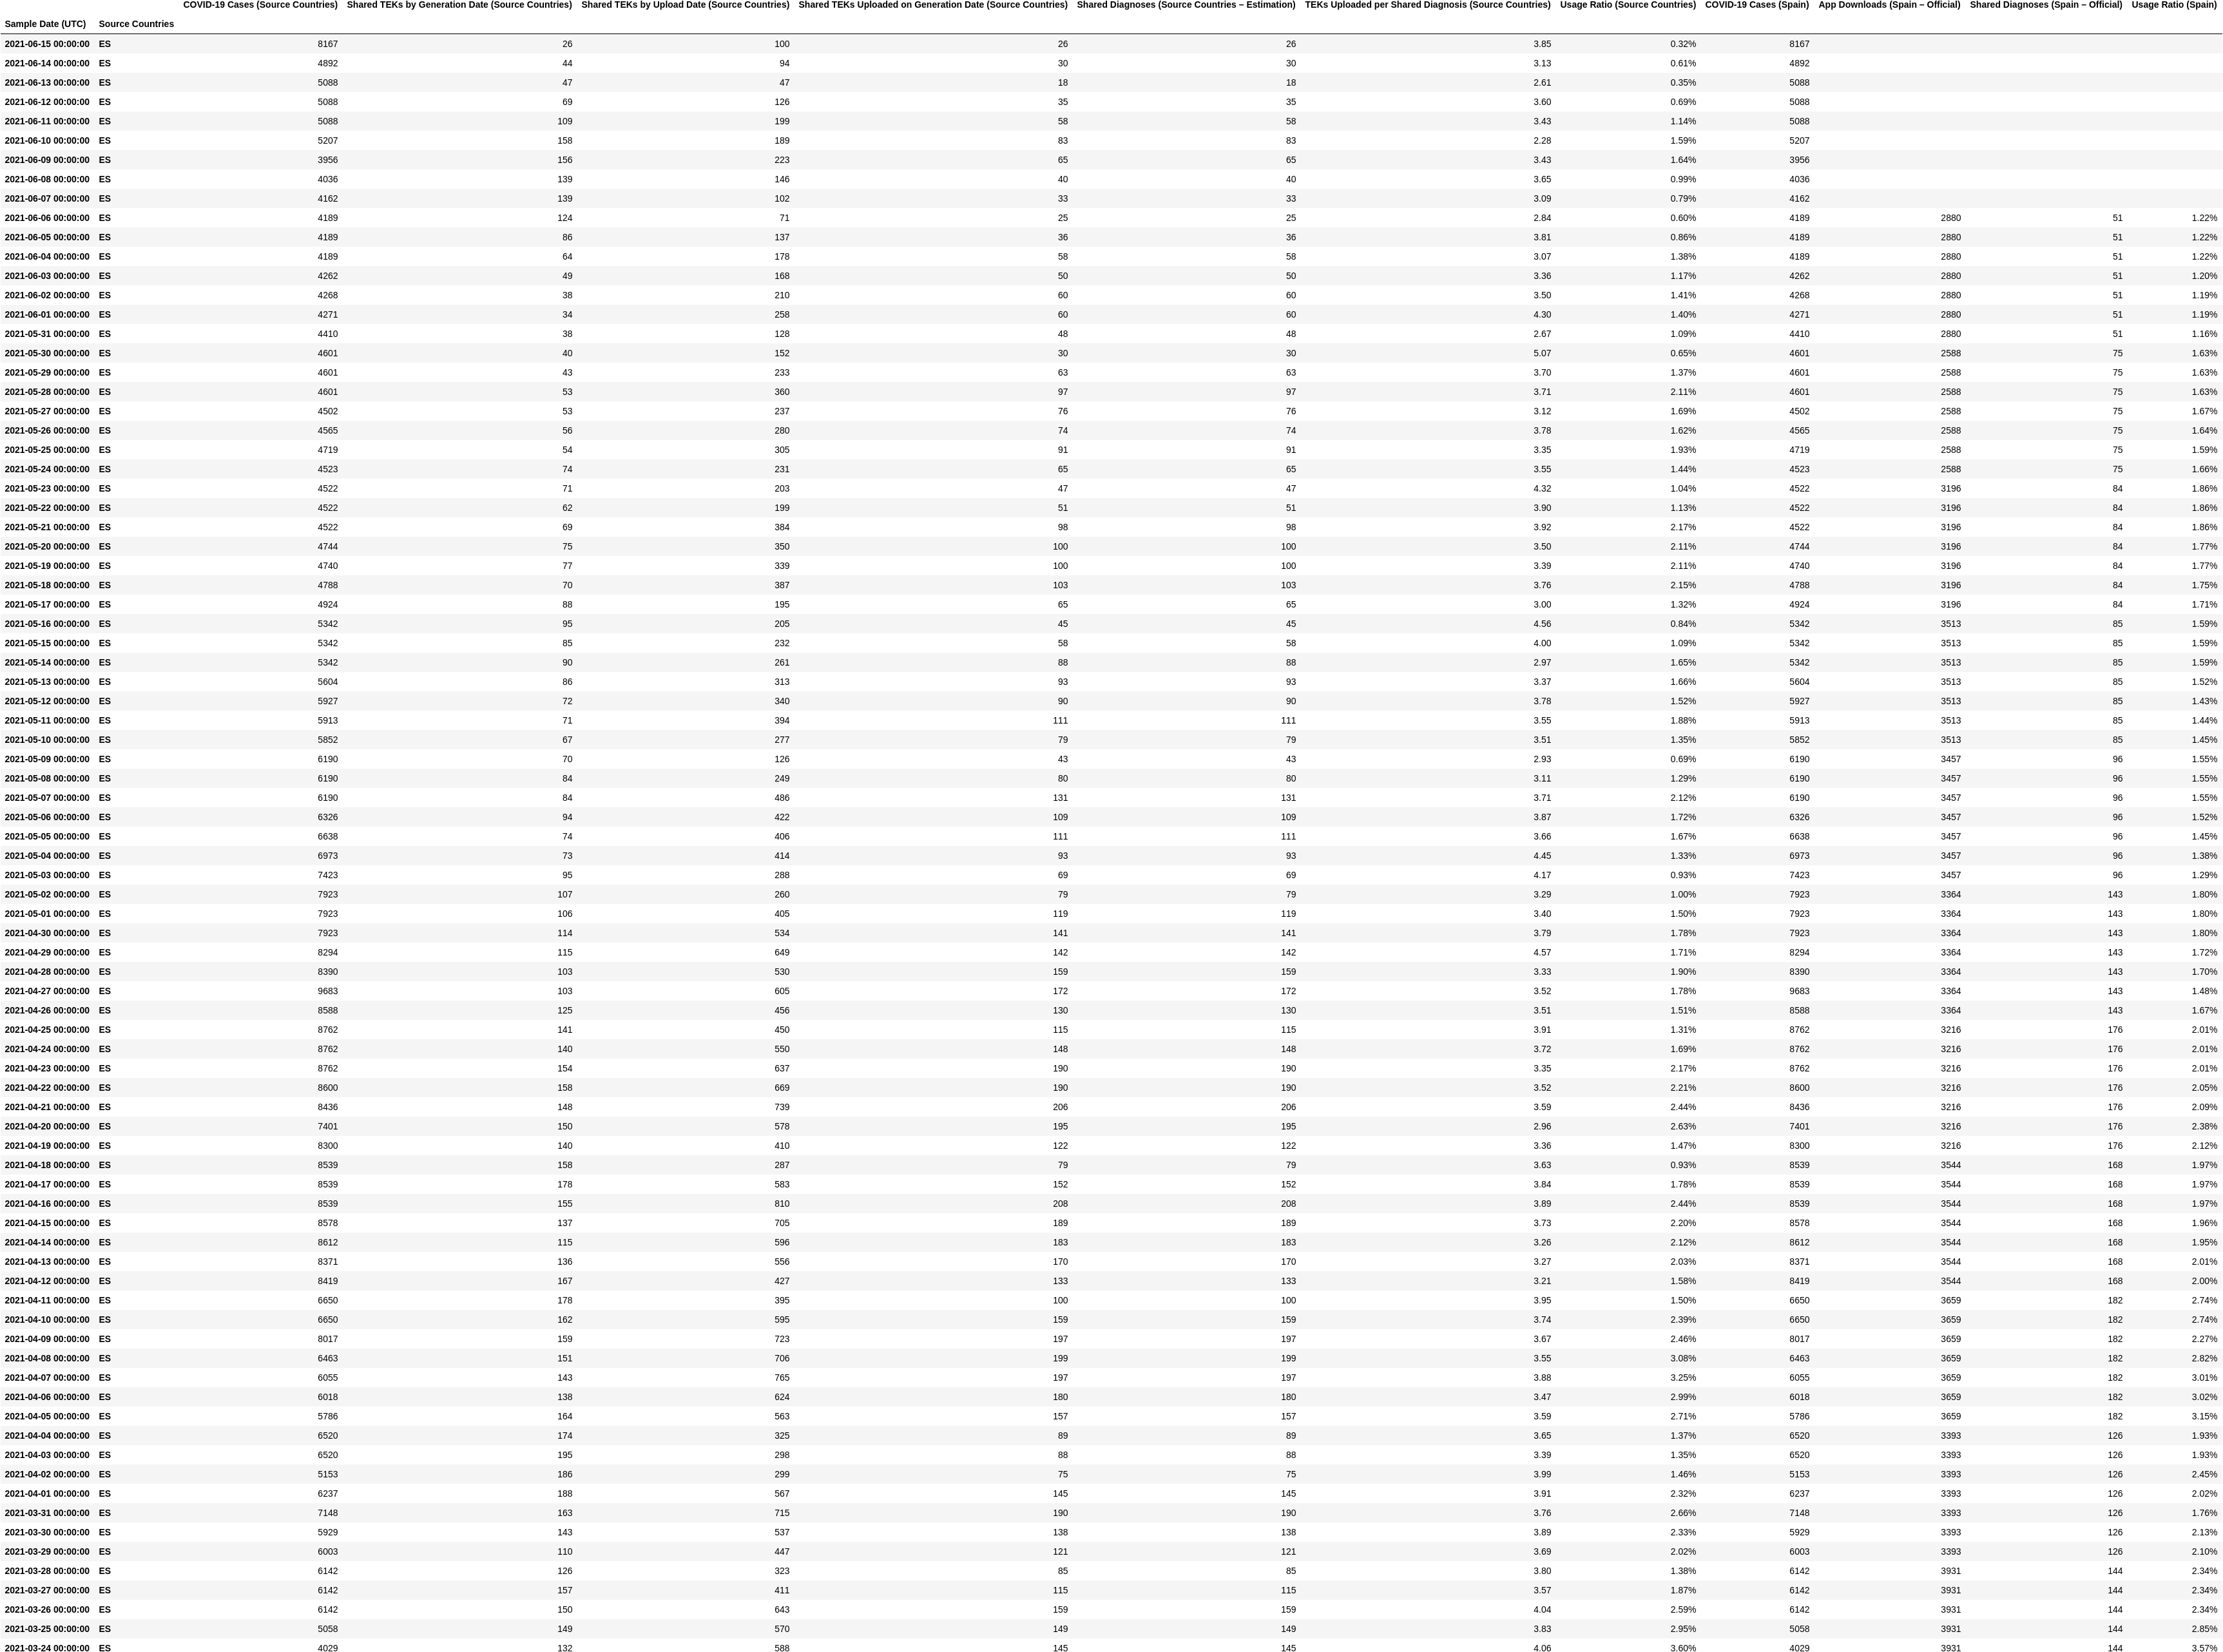 COVID-19 Cases (Source Countries) Shared TEKs by Generation Date (Source Countries) Shared TEKs by Upload Date (Source Countries) Shared TEKs Uploaded on Generation Date (Source Countries) Shared Diagnoses (Source Countries – Estimation) TEKs Uploaded per Shared Diagnosis (Source Countries) Usage Ratio (Source Countries) COVID-19 Cases (Spain) App Downloads (Spain – Official) Shared Diagnoses (Spain – Official) Usage Ratio (Spain)
Sample Date (UTC) Source Countries
2021-06-15 00:00:00 ES 8167 26 100 26 26 3.85 0.32% 8167
2021-06-14 00:00:00 ES 4892 44 94 30 30 3.13 0.61% 4892
2021-06-13 00:00:00 ES 5088 47 47 18 18 2.61 0.35% 5088
2021-06-12 00:00:00 ES 5088 69 126 35 35 3.60 0.69% 5088
2021-06-11 00:00:00 ES 5088 109 199 58 58 3.43 1.14% 5088
2021-06-10 00:00:00 ES 5207 158 189 83 83 2.28 1.59% 5207
2021-06-09 00:00:00 ES 3956 156 223 65 65 3.43 1.64% 3956
2021-06-08 00:00:00 ES 4036 139 146 40 40 3.65 0.99% 4036
2021-06-07 00:00:00 ES 4162 139 102 33 33 3.09 0.79% 4162
2021-06-06 00:00:00 ES 4189 124 71 25 25 2.84 0.60% 4189 2880 51 1.22%
2021-06-05 00:00:00 ES 4189 86 137 36 36 3.81 0.86% 4189 2880 51 1.22%
2021-06-04 00:00:00 ES 4189 64 178 58 58 3.07 1.38% 4189 2880 51 1.22%
2021-06-03 00:00:00 ES 4262 49 168 50 50 3.36 1.17% 4262 2880 51 1.20%
2021-06-02 00:00:00 ES 4268 38 210 60 60 3.50 1.41% 4268 2880 51 1.19%
2021-06-01 00:00:00 ES 4271 34 258 60 60 4.30 1.40% 4271 2880 51 1.19%
2021-05-31 00:00:00 ES 4410 38 128 48 48 2.67 1.09% 4410 2880 51 1.16%
2021-05-30 00:00:00 ES 4601 40 152 30 30 5.07 0.65% 4601 2588 75 1.63%
2021-05-29 00:00:00 ES 4601 43 233 63 63 3.70 1.37% 4601 2588 75 1.63%
2021-05-28 00:00:00 ES 4601 53 360 97 97 3.71 2.11% 4601 2588 75 1.63%
2021-05-27 00:00:00 ES 4502 53 237 76 76 3.12 1.69% 4502 2588 75 1.67%
2021-05-26 00:00:00 ES 4565 56 280 74 74 3.78 1.62% 4565 2588 75 1.64%
2021-05-25 00:00:00 ES 4719 54 305 91 91 3.35 1.93% 4719 2588 75 1.59%
2021-05-24 00:00:00 ES 4523 74 231 65 65 3.55 1.44% 4523 2588 75 1.66%
2021-05-23 00:00:00 ES 4522 71 203 47 47 4.32 1.04% 4522 3196 84 1.86%
2021-05-22 00:00:00 ES 4522 62 199 51 51 3.90 1.13% 4522 3196 84 1.86%
2021-05-21 00:00:00 ES 4522 69 384 98 98 3.92 2.17% 4522 3196 84 1.86%
2021-05-20 00:00:00 ES 4744 75 350 100 100 3.50 2.11% 4744 3196 84 1.77%
2021-05-19 00:00:00 ES 4740 77 339 100 100 3.39 2.11% 4740 3196 84 1.77%
2021-05-18 00:00:00 ES 4788 70 387 103 103 3.76 2.15% 4788 3196 84 1.75%
2021-05-17 00:00:00 ES 4924 88 195 65 65 3.00 1.32% 4924 3196 84 1.71%
2021-05-16 00:00:00 ES 5342 95 205 45 45 4.56 0.84% 5342 3513 85 1.59%
2021-05-15 00:00:00 ES 5342 85 232 58 58 4.00 1.09% 5342 3513 85 1.59%
2021-05-14 00:00:00 ES 5342 90 261 88 88 2.97 1.65% 5342 3513 85 1.59%
2021-05-13 00:00:00 ES 5604 86 313 93 93 3.37 1.66% 5604 3513 85 1.52%
2021-05-12 00:00:00 ES 5927 72 340 90 90 3.78 1.52% 5927 3513 85 1.43%
2021-05-11 00:00:00 ES 5913 71 394 111 111 3.55 1.88% 5913 3513 85 1.44%
2021-05-10 00:00:00 ES 5852 67 277 79 79 3.51 1.35% 5852 3513 85 1.45%
2021-05-09 00:00:00 ES 6190 70 126 43 43 2.93 0.69% 6190 3457 96 1.55%
2021-05-08 00:00:00 ES 6190 84 249 80 80 3.11 1.29% 6190 3457 96 1.55%
2021-05-07 00:00:00 ES 6190 84 486 131 131 3.71 2.12% 6190 3457 96 1.55%
2021-05-06 00:00:00 ES 6326 94 422 109 109 3.87 1.72% 6326 3457 96 1.52%
2021-05-05 00:00:00 ES 6638 74 406 111 111 3.66 1.67% 6638 3457 96 1.45%
2021-05-04 00:00:00 ES 6973 73 414 93 93 4.45 1.33% 6973 3457 96 1.38%
2021-05-03 00:00:00 ES 7423 95 288 69 69 4.17 0.93% 7423 3457 96 1.29%
2021-05-02 00:00:00 ES 7923 107 260 79 79 3.29 1.00% 7923 3364 143 1.80%
2021-05-01 00:00:00 ES 7923 106 405 119 119 3.40 1.50% 7923 3364 143 1.80%
2021-04-30 00:00:00 ES 7923 114 534 141 141 3.79 1.78% 7923 3364 143 1.80%
2021-04-29 00:00:00 ES 8294 115 649 142 142 4.57 1.71% 8294 3364 143 1.72%
2021-04-28 00:00:00 ES 8390 103 530 159 159 3.33 1.90% 8390 3364 143 1.70%
2021-04-27 00:00:00 ES 9683 103 605 172 172 3.52 1.78% 9683 3364 143 1.48%
2021-04-26 00:00:00 ES 8588 125 456 130 130 3.51 1.51% 8588 3364 143 1.67%
2021-04-25 00:00:00 ES 8762 141 450 115 115 3.91 1.31% 8762 3216 176 2.01%
2021-04-24 00:00:00 ES 8762 140 550 148 148 3.72 1.69% 8762 3216 176 2.01%
2021-04-23 00:00:00 ES 8762 154 637 190 190 3.35 2.17% 8762 3216 176 2.01%
2021-04-22 00:00:00 ES 8600 158 669 190 190 3.52 2.21% 8600 3216 176 2.05%
2021-04-21 00:00:00 ES 8436 148 739 206 206 3.59 2.44% 8436 3216 176 2.09%
2021-04-20 00:00:00 ES 7401 150 578 195 195 2.96 2.63% 7401 3216 176 2.38%
2021-04-19 00:00:00 ES 8300 140 410 122 122 3.36 1.47% 8300 3216 176 2.12%
2021-04-18 00:00:00 ES 8539 158 287 79 79 3.63 0.93% 8539 3544 168 1.97%
2021-04-17 00:00:00 ES 8539 178 583 152 152 3.84 1.78% 8539 3544 168 1.97%
2021-04-16 00:00:00 ES 8539 155 810 208 208 3.89 2.44% 8539 3544 168 1.97%
2021-04-15 00:00:00 ES 8578 137 705 189 189 3.73 2.20% 8578 3544 168 1.96%
2021-04-14 00:00:00 ES 8612 115 596 183 183 3.26 2.12% 8612 3544 168 1.95%
2021-04-13 00:00:00 ES 8371 136 556 170 170 3.27 2.03% 8371 3544 168 2.01%
2021-04-12 00:00:00 ES 8419 167 427 133 133 3.21 1.58% 8419 3544 168 2.00%
2021-04-11 00:00:00 ES 6650 178 395 100 100 3.95 1.50% 6650 3659 182 2.74%
2021-04-10 00:00:00 ES 6650 162 595 159 159 3.74 2.39% 6650 3659 182 2.74%
2021-04-09 00:00:00 ES 8017 159 723 197 197 3.67 2.46% 8017 3659 182 2.27%
2021-04-08 00:00:00 ES 6463 151 706 199 199 3.55 3.08% 6463 3659 182 2.82%
2021-04-07 00:00:00 ES 6055 143 765 197 197 3.88 3.25% 6055 3659 182 3.01%
2021-04-06 00:00:00 ES 6018 138 624 180 180 3.47 2.99% 6018 3659 182 3.02%
2021-04-05 00:00:00 ES 5786 164 563 157 157 3.59 2.71% 5786 3659 182 3.15%
2021-04-04 00:00:00 ES 6520 174 325 89 89 3.65 1.37% 6520 3393 126 1.93%
2021-04-03 00:00:00 ES 6520 195 298 88 88 3.39 1.35% 6520 3393 126 1.93%
2021-04-02 00:00:00 ES 5153 186 299 75 75 3.99 1.46% 5153 3393 126 2.45%
2021-04-01 00:00:00 ES 6237 188 567 145 145 3.91 2.32% 6237 3393 126 2.02%
2021-03-31 00:00:00 ES 7148 163 715 190 190 3.76 2.66% 7148 3393 126 1.76%
2021-03-30 00:00:00 ES 5929 143 537 138 138 3.89 2.33% 5929 3393 126 2.13%
2021-03-29 00:00:00 ES 6003 110 447 121 121 3.69 2.02% 6003 3393 126 2.10%
2021-03-28 00:00:00 ES 6142 126 323 85 85 3.80 1.38% 6142 3931 144 2.34%
2021-03-27 00:00:00 ES 6142 157 411 115 115 3.57 1.87% 6142 3931 144 2.34%
2021-03-26 00:00:00 ES 6142 150 643 159 159 4.04 2.59% 6142 3931 144 2.34%
2021-03-25 00:00:00 ES 5058 149 570 149 149 3.83 2.95% 5058 3931 144 2.85%
2021-03-24 00:00:00 ES 4029 132 588 145 145 4.06 3.60% 4029 3931 144 3.57%